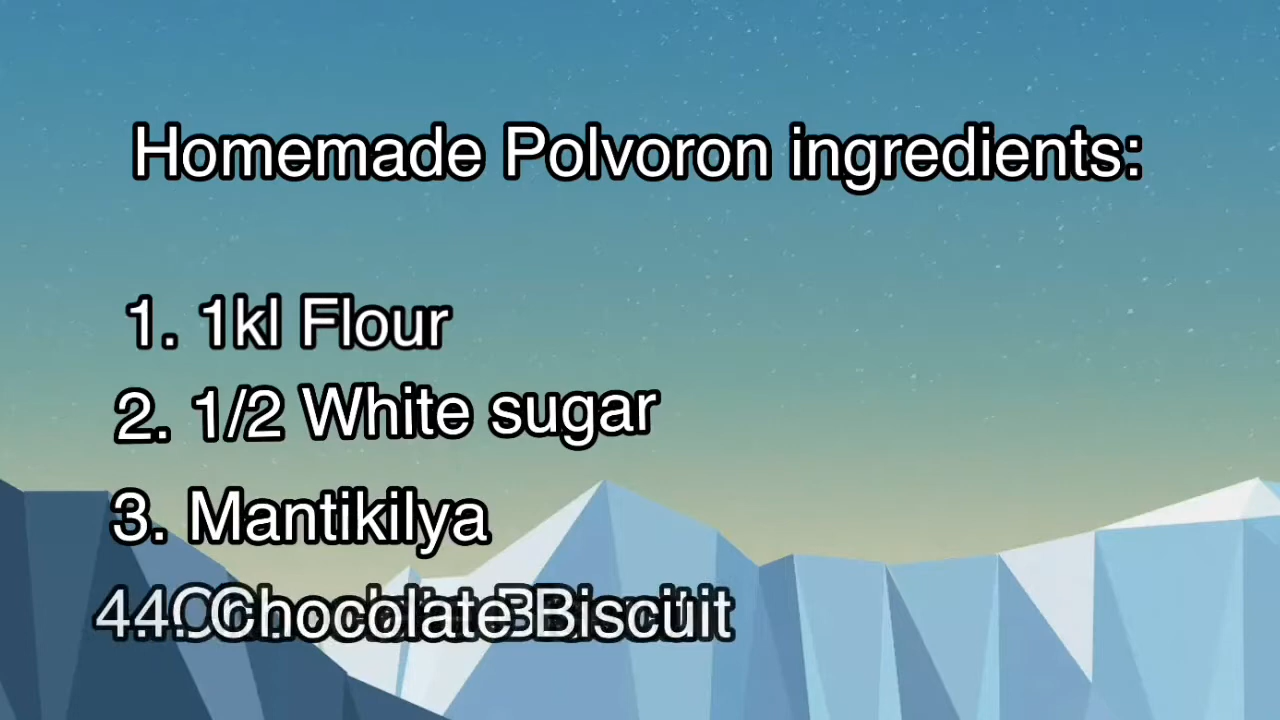 Homemade Polvoron ingredients:
1. 1kl Flour
2. 1/2 White sugar
3. Mantikilya
4. Chocolate Biscuit